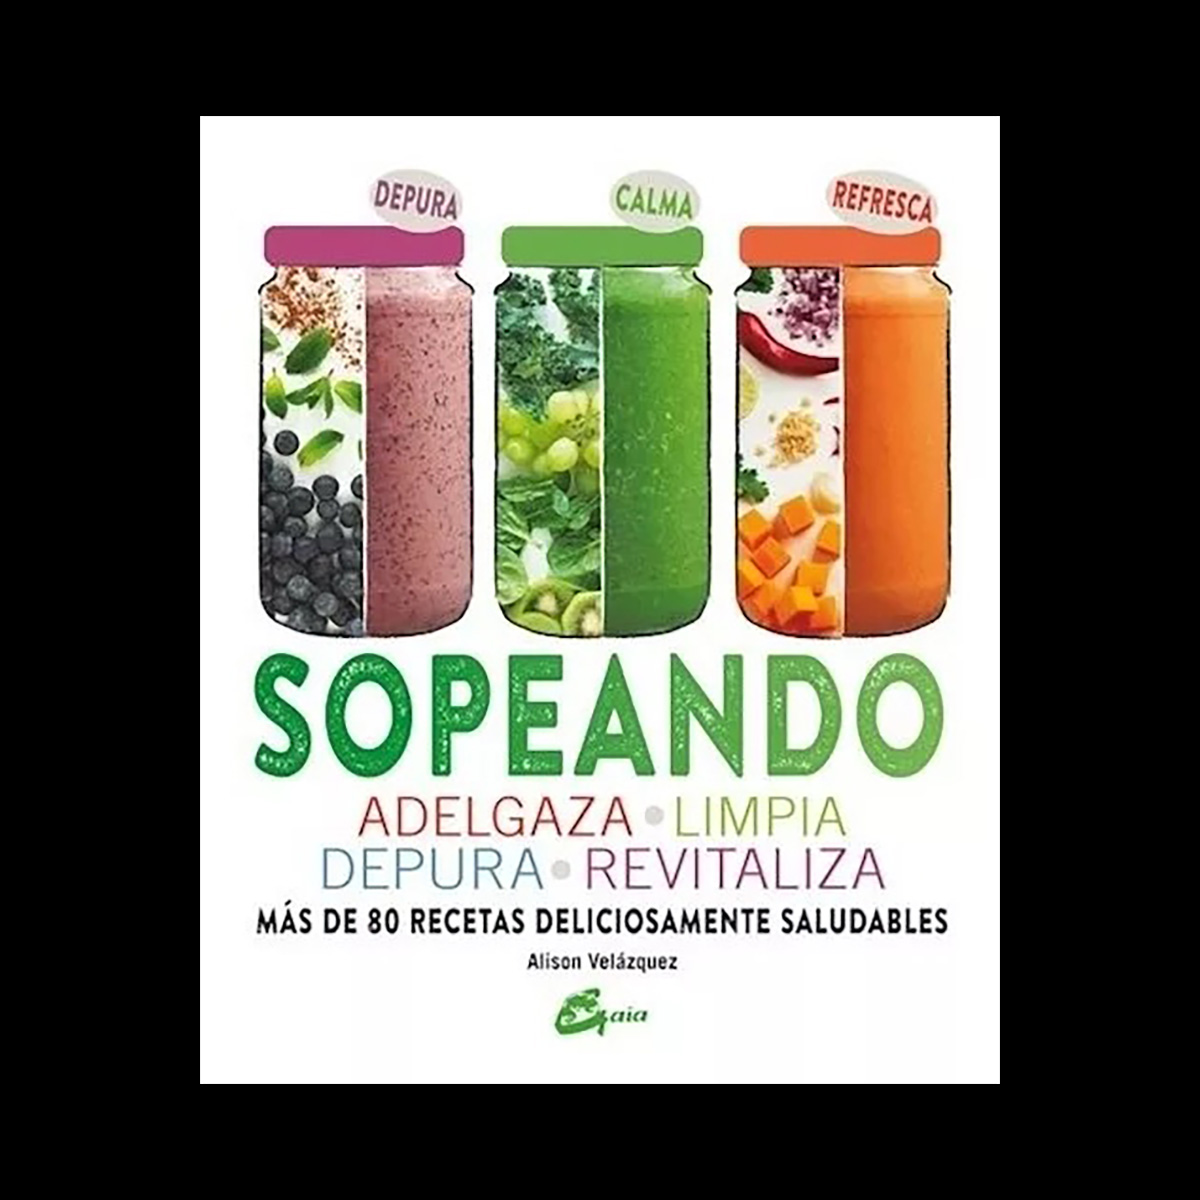 DEPURA
CALMA
REFRESCA
SOPEANDO
ADELGAZA • LIMPIA
DEPURA • REVITALIZA
MÁS DE 80 RECETAS DELICIOSAMENTE SALUDABLES
Alison Velázquez
Gaia